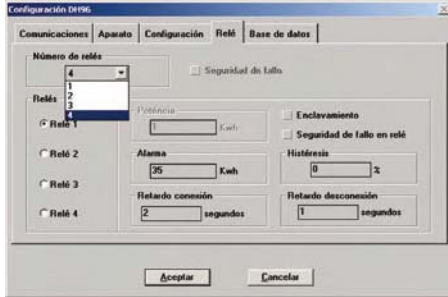 Configuración DH96
Comunicaciones Aparato Configuración Relé Base de datos
Número de relés
4
Seguridad de fallo
1
2
3
4
Relés
Relé 1
Relé 2
Relé 3
Relé 4
Poténcia
1 Kwh
Enclavamiento
Seguridad de fallo en relé
Alarma
35 Kwh
Histéresis
0 %
Retardo conexión
2 segundos
Retardo desconexión
1 segundos
Aceptar Cancelar